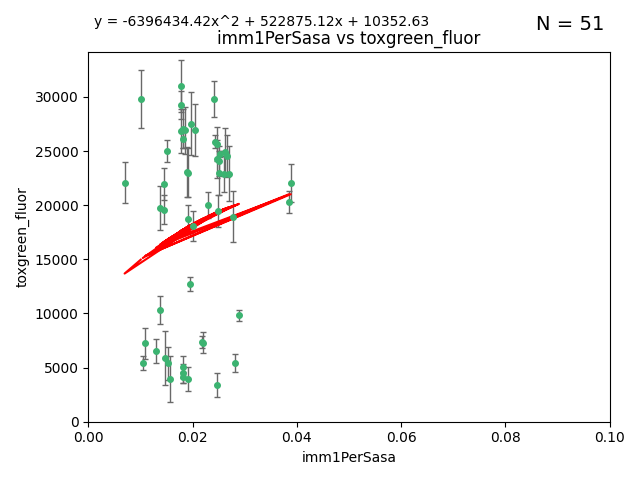 y = -6396434.42x^2 + 522875.12x + 10352.63
N = 51
imm1PerSasa vs toxgreen_fluor
30000
25000
20000
15000
10000
5000
0
toxgreen_fluor
0.00 0.02 0.04 0.06 0.08 0.10
imm1PerSasa